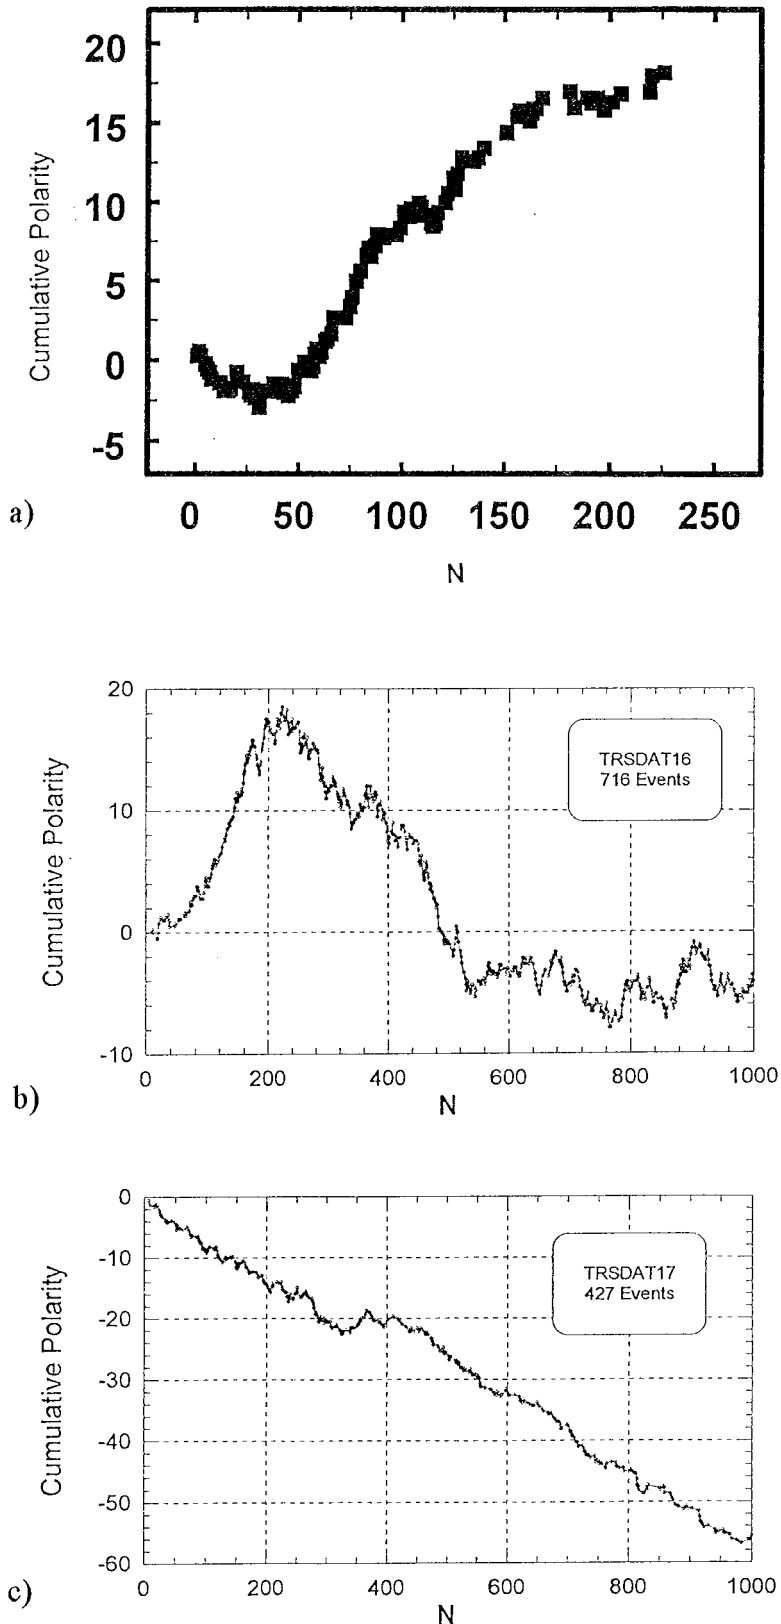 20
15
10
5
0
-5
Cumulative Polarity
0 50 100 150 200 250
N
a)
20
10
0
-10
Cumulative Polarity
TRSDAT16
716 Events
0 200 400 600 800 1000
N
b)
0
-10
-20
-30
-40
-50
-60
Cumulative Polarity
TRSDAT17
427 Events
0 200 400 600 800 1000
N
c)